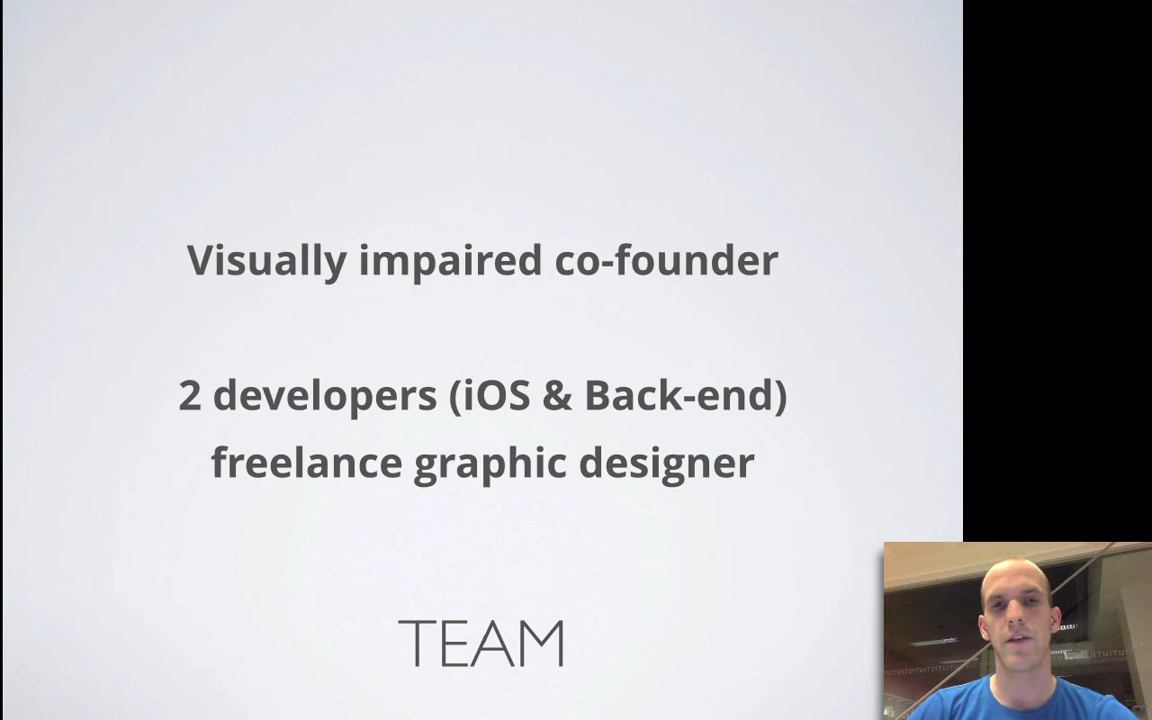 Visually impaired co-founder
2 developers (iOS & Back-end)
freelance graphic designer
TEAM